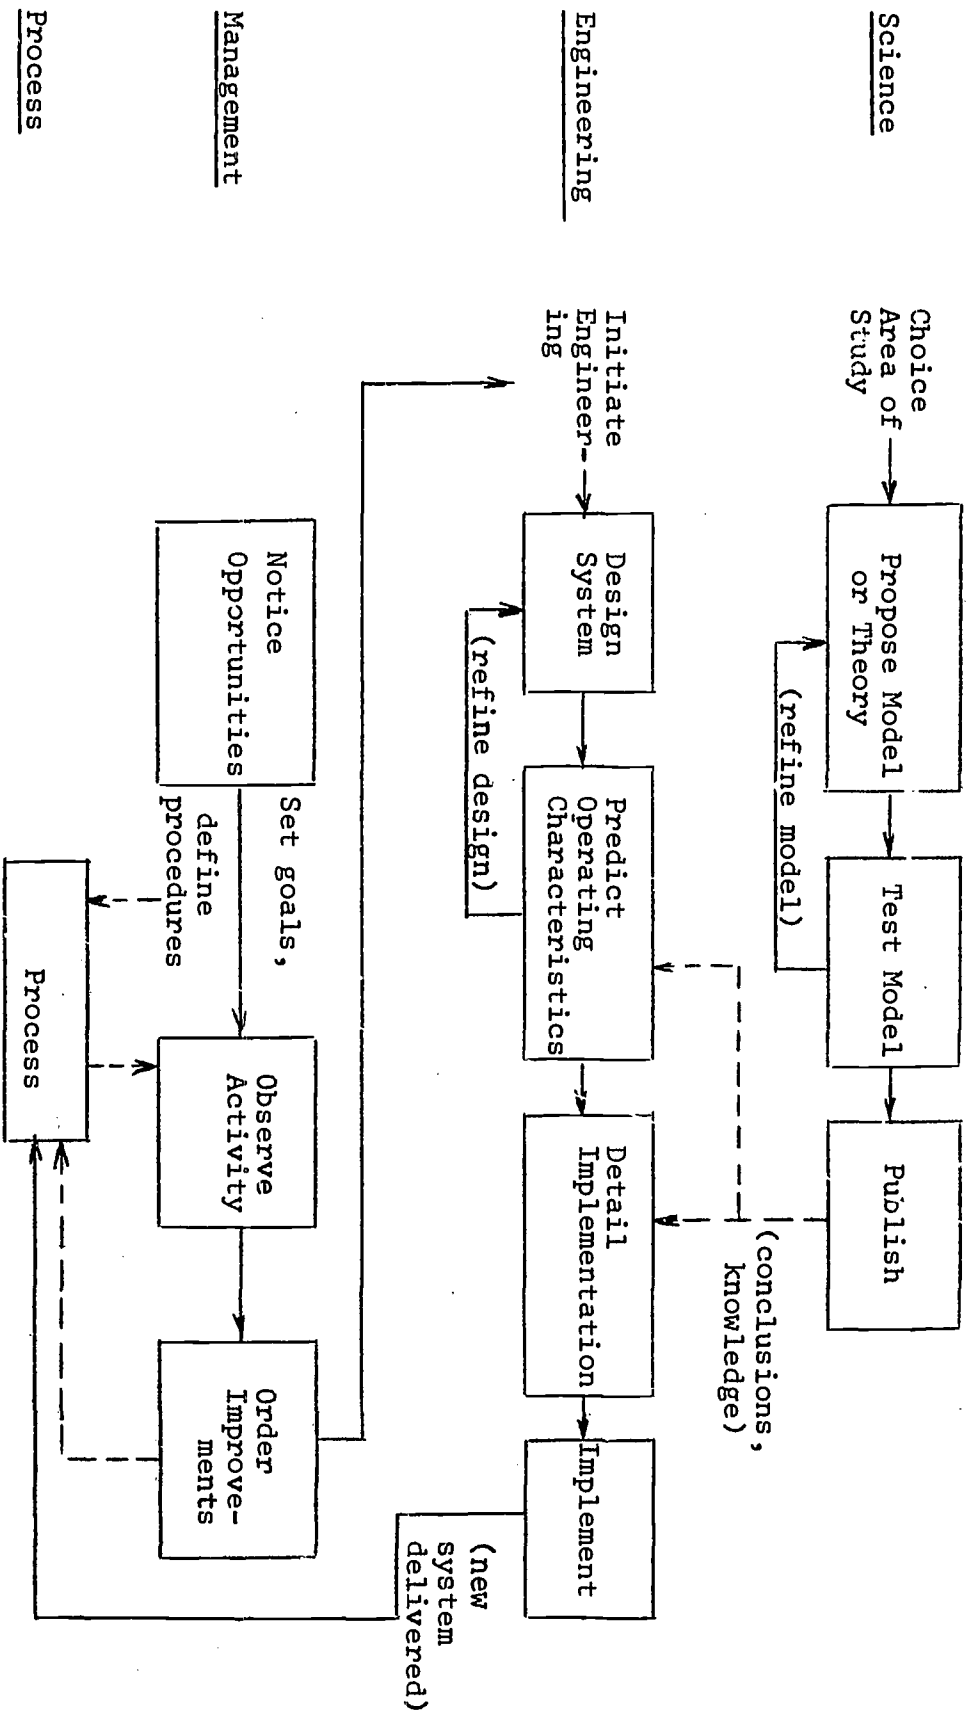 Science
Choice
Area of
Study
Propose Model
or Theory
Test Model
Publish
(refine model)
(conclusions,
knowledge)
Engineering
Initiate
Engineer-
ing
Design
System
Predict
Operating
Characteristics
Detail
Implementation
Implement
(refine design)
(new
system
delivered)
Management
Notice
Opportunities
Set goals,
define
procedures
Observe
Activity
Order
Improve-
ments
Process
Process